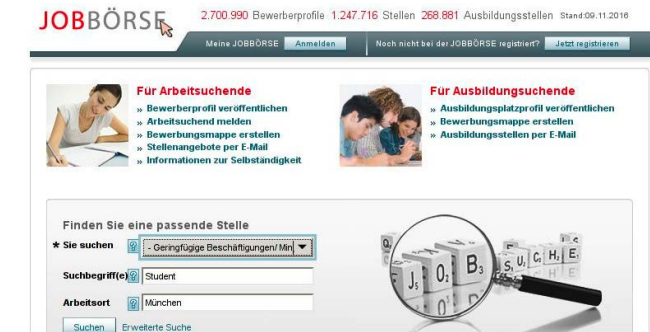 JOBBÖRSE
2.700.990 Bewerberprofile 1.247.716 Stellen 268.881 Ausbildungsstellen Stand:09.11.2016
Meine JOBBÖRSE Anmelden Noch nicht bei der JOBBÖRSE registriert? Jetzt registrieren
Für Arbeitsuchende
» Bewerberprofil veröffentlichen
» Arbeitsuchend melden
» Bewerbungsmappe erstellen
» Stellenangebote per E-Mail
» Informationen zur Selbständigkeit
Für Ausbildungsuchende
» Ausbildungsplatzprofil veröffentlichen
» Bewerbungsmappe erstellen
» Ausbildungsstellen per E-Mail
Finden Sie eine passende Stelle
* Sie suchen - Geringfügige Beschäftigungen/ Min
Suchbegriff(e) Student
Arbeitsort München
Suchen Erweiterte Suche
J5 O2 B3 S, U, C, H, E,